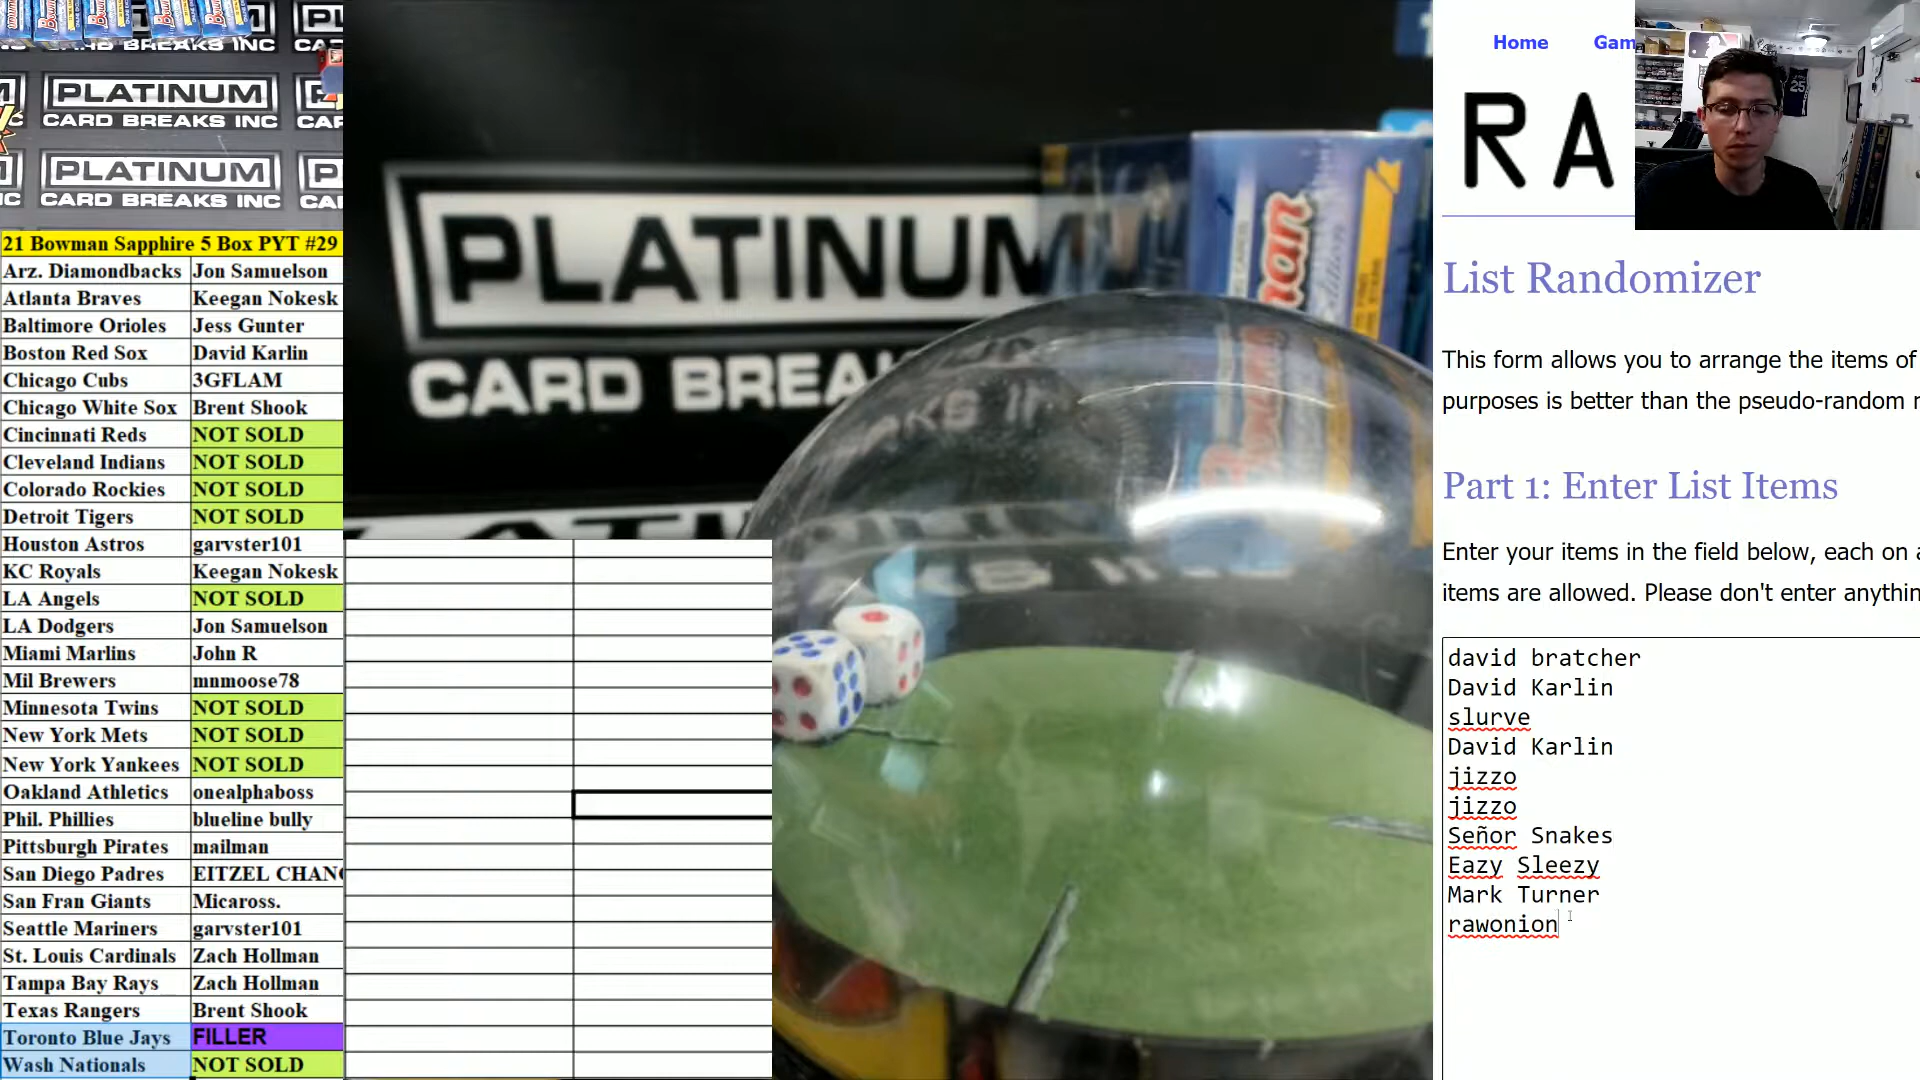 PLATINUM
CARD BREAKS INC
PLATINUM
CARD BREAKS INC
21 Bowman Sapphire 5 Box PYT #29
Arz. Diamondbacks Jon Samuelson
Atlanta Braves Keegan Nokesk
Baltimore Orioles Jess Gunter
Boston Red Sox David Karlin
Chicago Cubs 3GFLAM
Chicago White Sox Brent Shook
Cincinnati Reds NOT SOLD
Cleveland Indians NOT SOLD
Colorado Rockies NOT SOLD
Detroit Tigers NOT SOLD
Houston Astros garvster101
KC Royals Keegan Nokesk
LA Angels NOT SOLD
LA Dodgers Jon Samuelson
Miami Marlins John R
Mil Brewers mnmoose78
Minnesota Twins NOT SOLD
New York Mets NOT SOLD
New York Yankees NOT SOLD
Oakland Athletics onealphaboss
Phil. Phillies blueline bully
Pittsburgh Pirates mailman
San Diego Padres EITZEL CHAN
San Fran Giants Micaross.
Seattle Mariners garvster101
St. Louis Cardinals Zach Hollman
Tampa Bay Rays Zach Hollman
Texas Rangers Brent Shook
Toronto Blue Jays FILLER
Wash Nationals NOT SOLD
PLATINUM
CARD BREA
Home Gam
RA
List Randomizer
This form allows you to arrange the items of
purposes is better than the pseudo-random
Part 1: Enter List Items
Enter your items in the field below, each on a
items are allowed. Please don't enter anythin
david bratcher
David Karlin
slurve
David Karlin
jizzo
jizzo
Señor Snakes
Eazy Sleezy
Mark Turner
rawonion